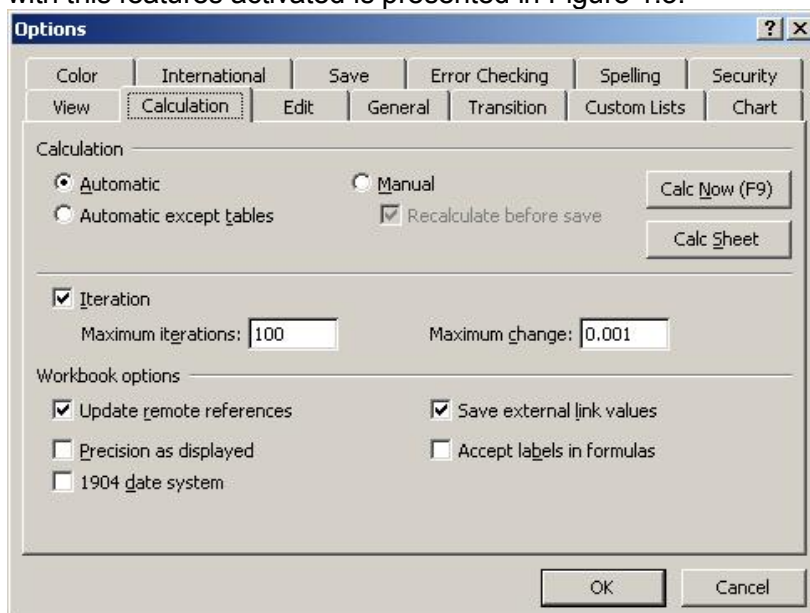 with this features activated is presented in Figure 4.3.
Options
Color International Save Error Checking Spelling Security
View Calculation Edit General Transition Custom Lists Chart
Calculation
Automatic Manual Calc Now (F9)
Automatic except tables Recalculate before save
Calc Sheet
Iteration
Maximum iterations: 100 Maximum change: 0.001
Workbook options
Update remote references Save external link values
Precision as displayed Accept labels in formulas
1904 date system
OK Cancel